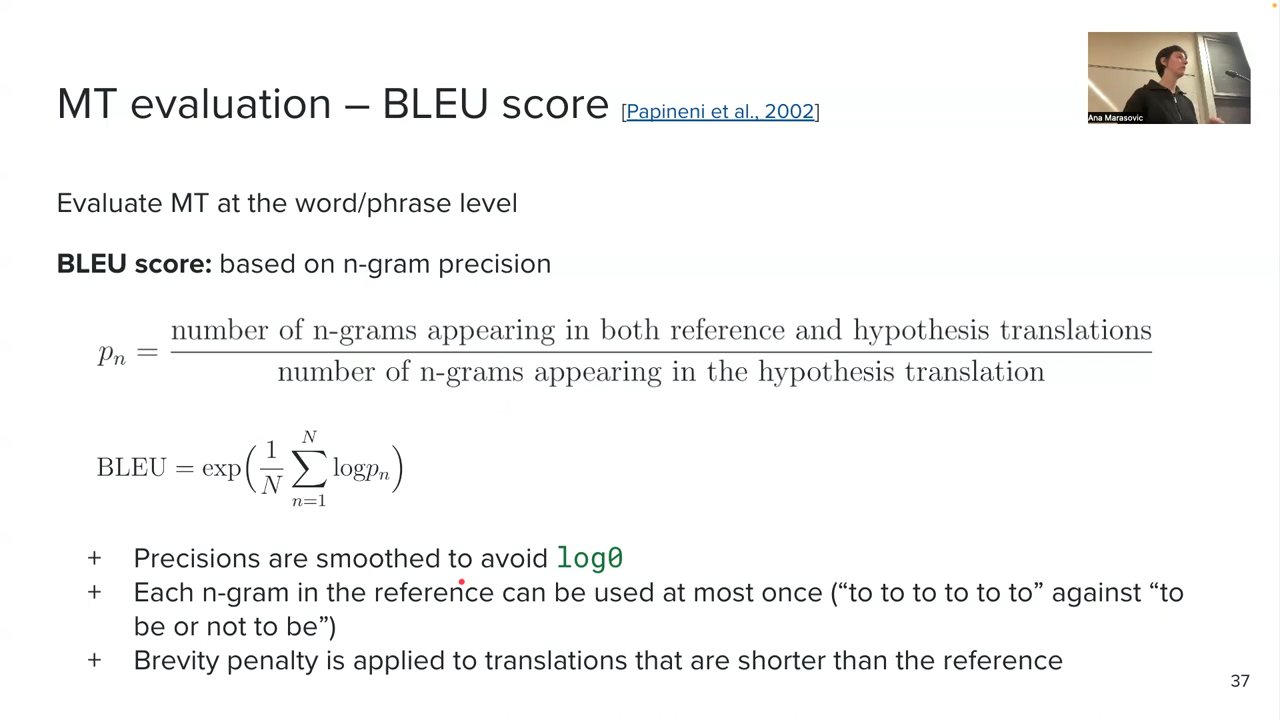 MT evaluation – BLEU score [Papineni et al., 2002]
Ana Marasovic
Evaluate MT at the word/phrase level
BLEU score: based on n-gram precision
p_n = number of n-grams appearing in both reference and hypothesis translations / number of n-grams appearing in the hypothesis translation
BLEU = exp(1/N ∑_{n=1}^{N} log p_n)
+ Precisions are smoothed to avoid log0
+ Each n-gram in the reference can be used at most once (“to to to to to to” against “to
be or not to be”)
+ Brevity penalty is applied to translations that are shorter than the reference
37